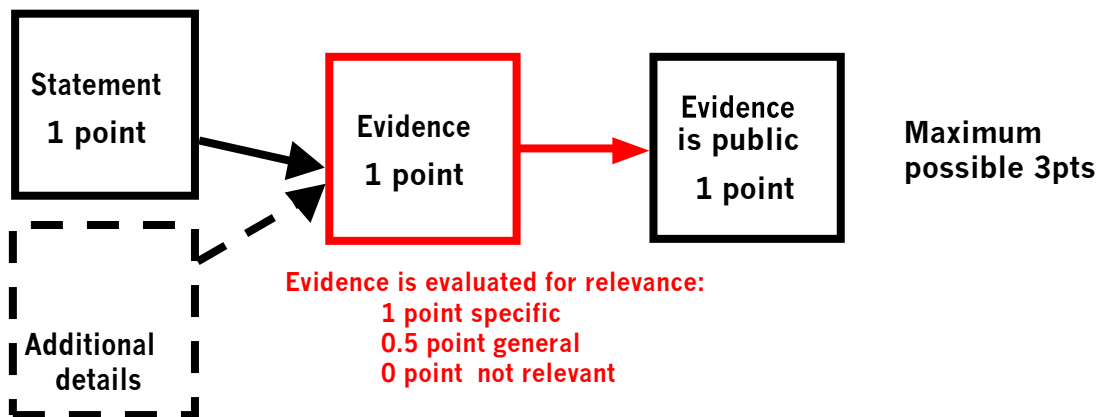 Statement
1 point
Additional
details
Evidence
1 point
Evidence is evaluated for relevance:
1 point specific
0.5 point general
0 point not relevant
Evidence
is public
1 point
Maximum
possible 3pts